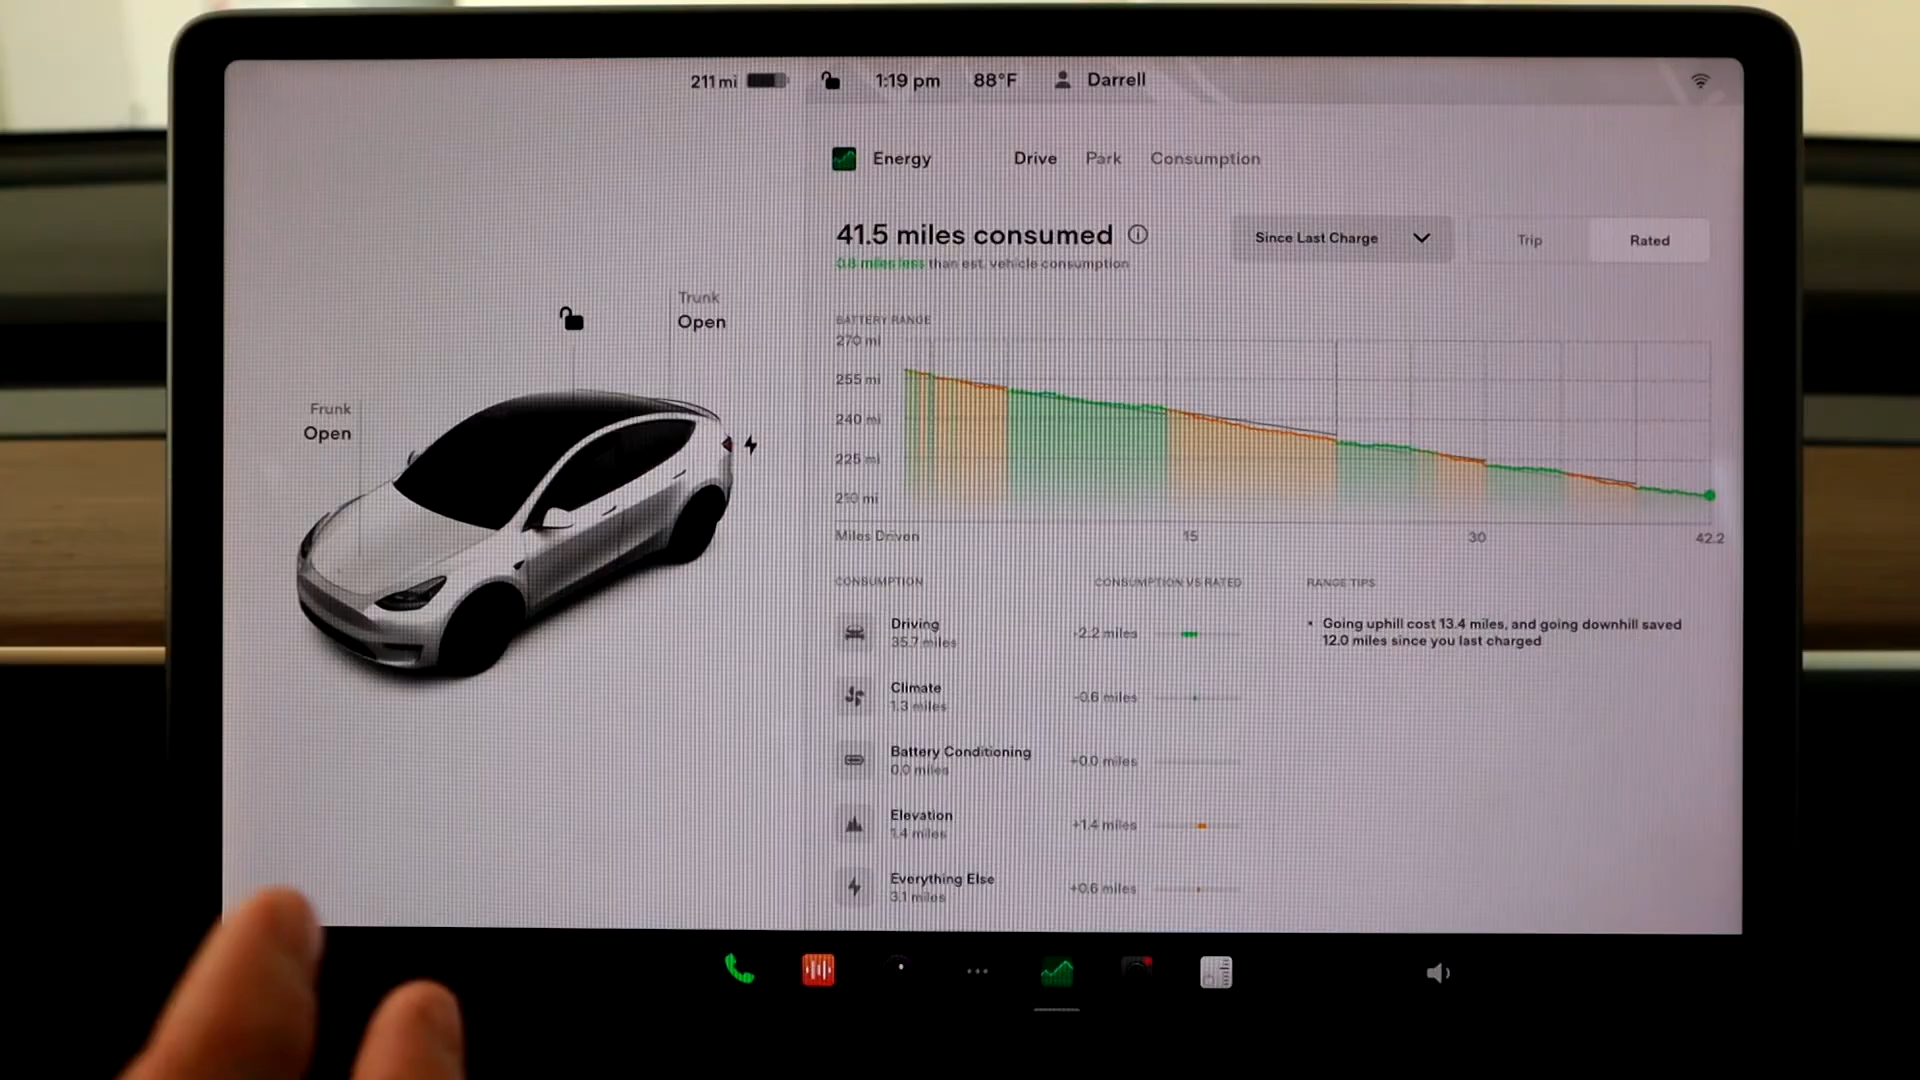 211 mi
1:19 pm
88°F
Darrell
Energy
Drive
Park
Consumption
41.5 miles consumed
0.8 miles less than est. vehicle consumption
Since Last Charge
Trip
Rated
Trunk
Open
Frunk
Open
BATTERY RANGE
270 mi
255 mi
240 mi
225 mi
210 mi
Miles Driven
15
30
42.2
CONSUMPTION
CONSUMPTION VS RATED
RANGE TIPS
Driving
35.7 miles
-2.2 miles
• Going uphill cost 13.4 miles, and going downhill saved
12.0 miles since you last charged
Climate
1.3 miles
-0.6 miles
Battery Conditioning
0.0 miles
+0.0 miles
Elevation
1.4 miles
+1.4 miles
Everything Else
3.1 miles
+0.6 miles